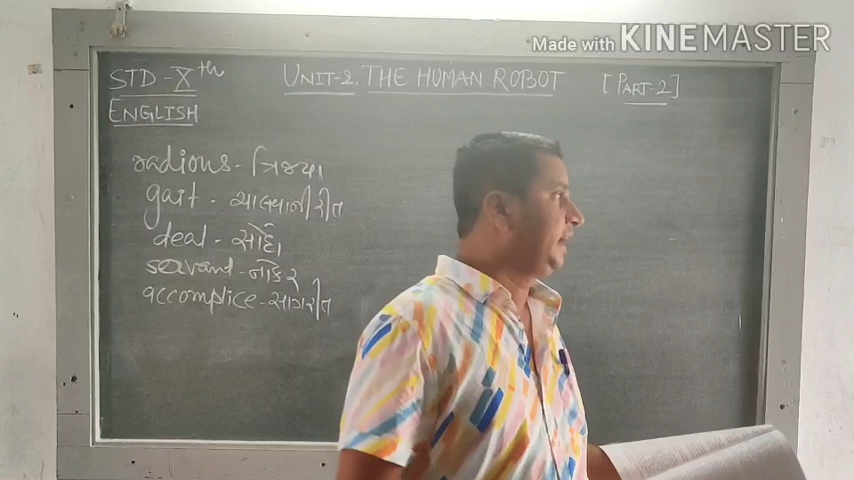 Made with KINEMASTER
STD-Xth UNIT-2. THE HUMAN ROBOT [PART-2]
ENGLISH
radious - ત્રિજ્યા
gait - ચાલવાની રીત
deal - સોદો
servant - નોકર
accomplice - સાગરીત